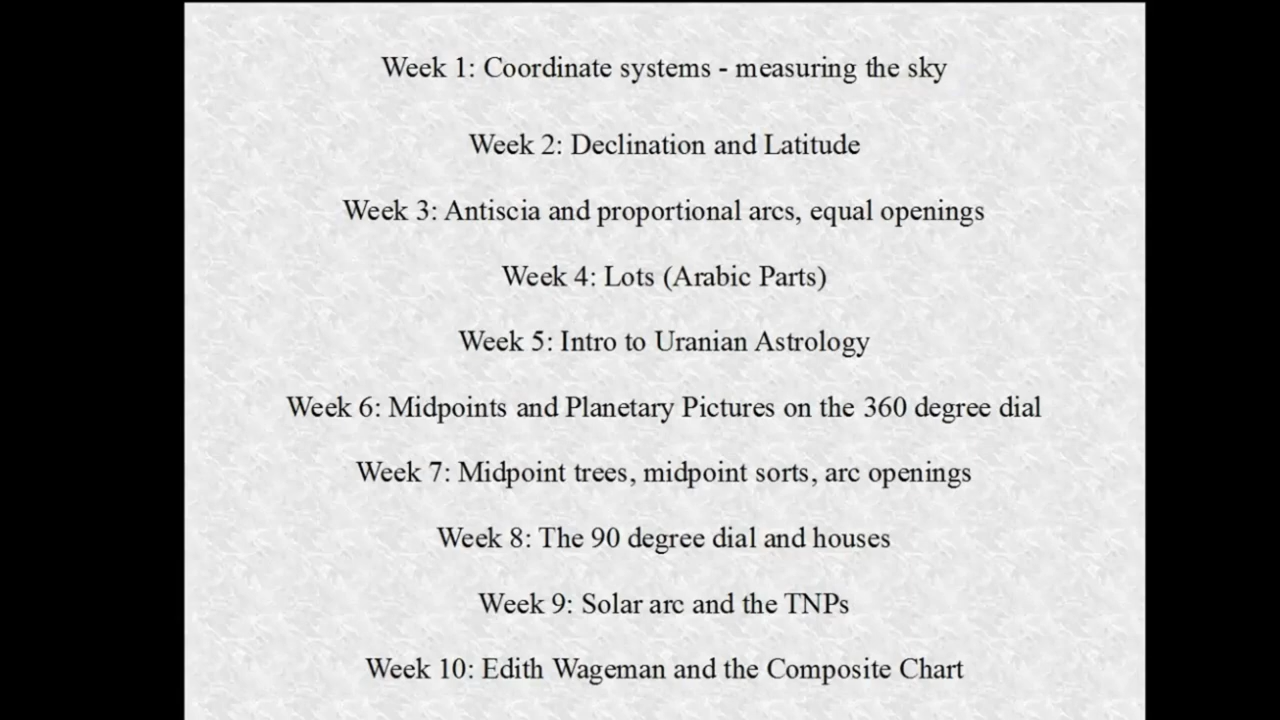 Week 1: Coordinate systems - measuring the sky
Week 2: Declination and Latitude
Week 3: Antiscia and proportional arcs, equal openings
Week 4: Lots (Arabic Parts)
Week 5: Intro to Uranian Astrology
Week 6: Midpoints and Planetary Pictures on the 360 degree dial
Week 7: Midpoint trees, midpoint sorts, arc openings
Week 8: The 90 degree dial and houses
Week 9: Solar arc and the TNPs
Week 10: Edith Wageman and the Composite Chart